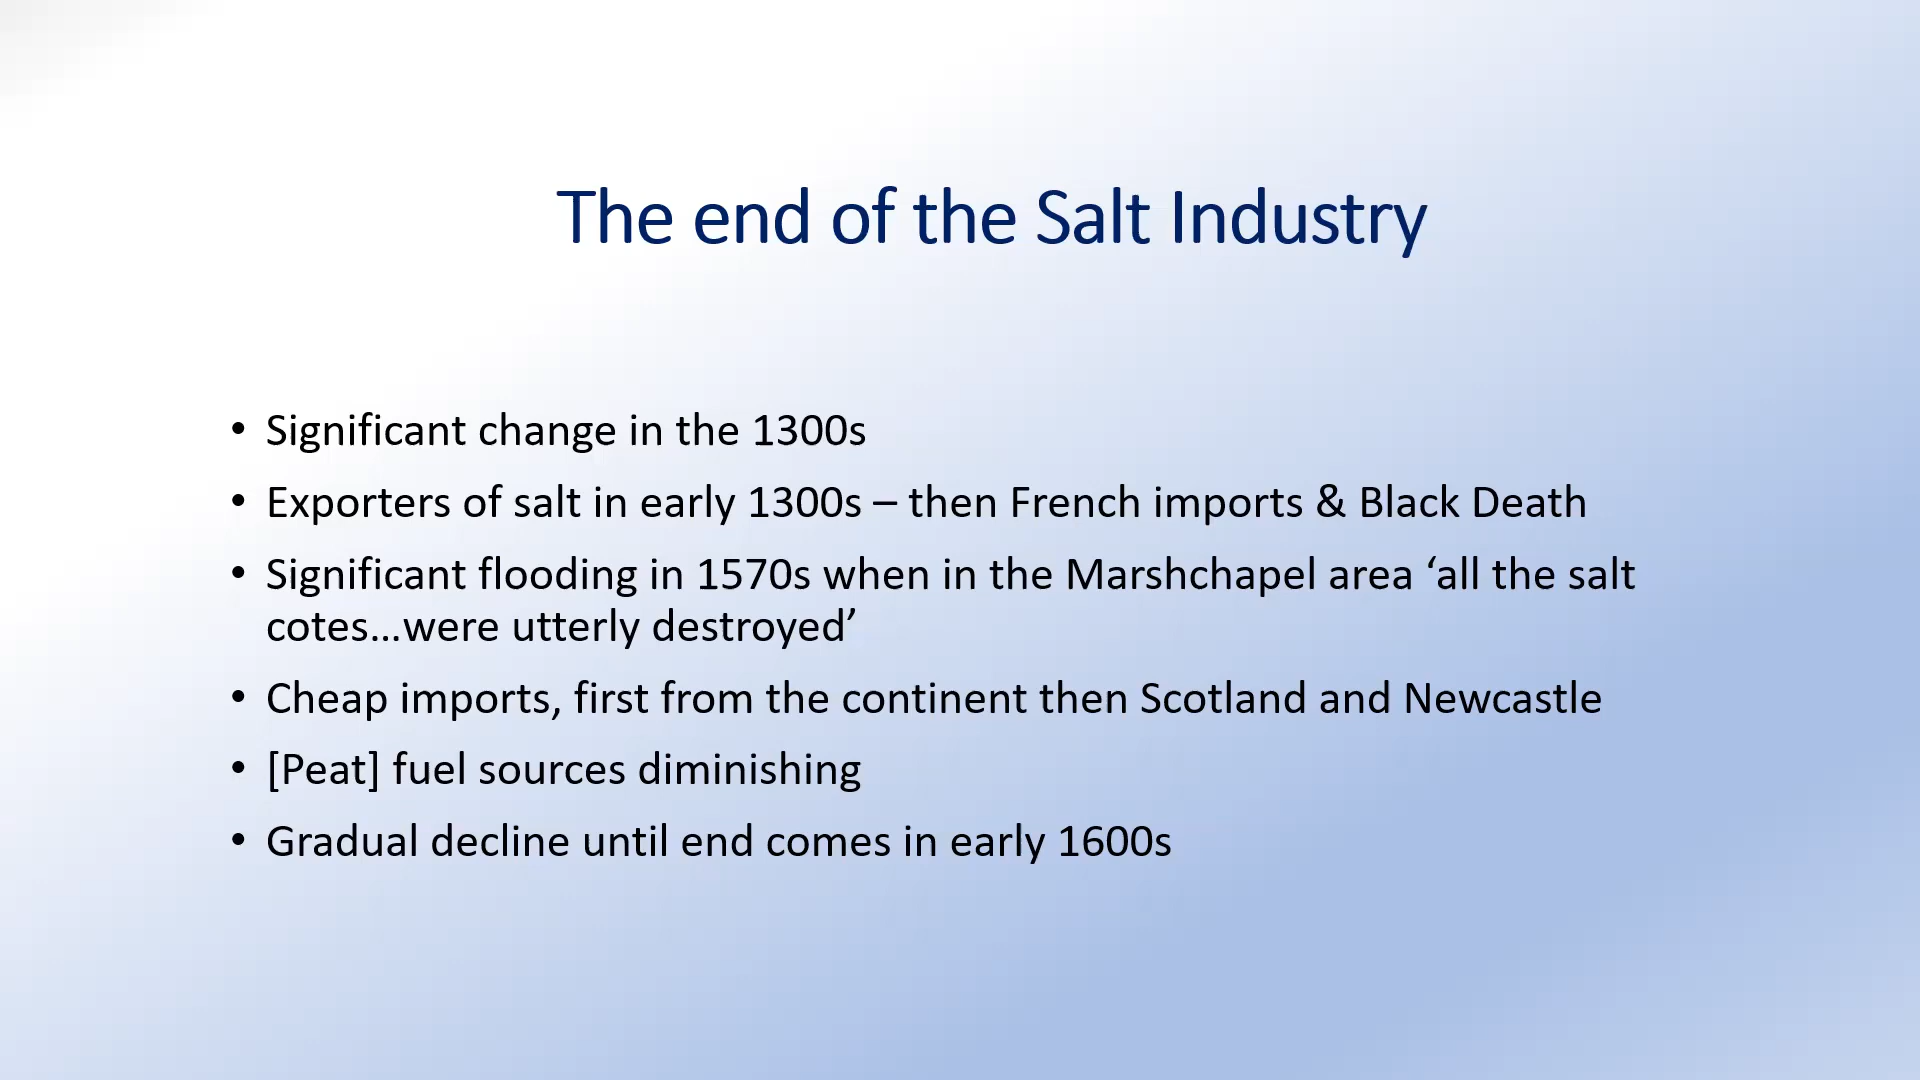 The end of the Salt Industry
• Significant change in the 1300s
• Exporters of salt in early 1300s – then French imports & Black Death
• Significant flooding in 1570s when in the Marshchapel area ‘all the salt
cotes…were utterly destroyed’
• Cheap imports, first from the continent then Scotland and Newcastle
• [Peat] fuel sources diminishing
• Gradual decline until end comes in early 1600s